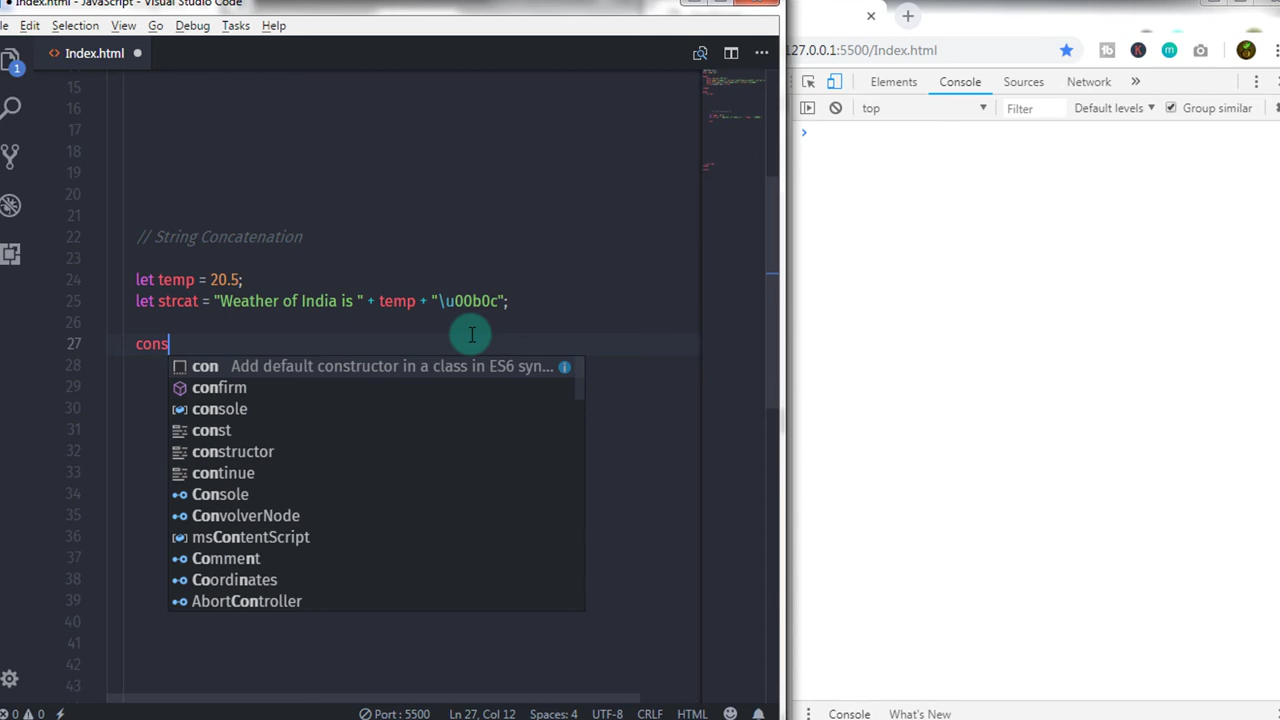 Index.html - JavaScript - Visual Studio Code
Edit Selection View Go Debug Tasks Help
Index.html
1
15
16
17
18
19
20
21
22 // String Concatenation
23
24 let temp = 20.5;
25 let strcat = "Weather of India is " + temp + "\u00b0c";
26
27 cons
28 con Add default constructor in a class in ES6 syn...
29 confirm
30 console
31 const
32 constructor
33 continue
34 Console
35 ConvolverNode
36 msContentScript
37 Comment
38 Coordinates
39 AbortController
40
41
42
43
0 0 Port : 5500 Ln 27, Col 12 Spaces: 4 UTF-8 CRLF HTML
127.0.0.1:5500/Index.html
Elements Console Sources Network
top Filter Default levels Group similar
Console What's New